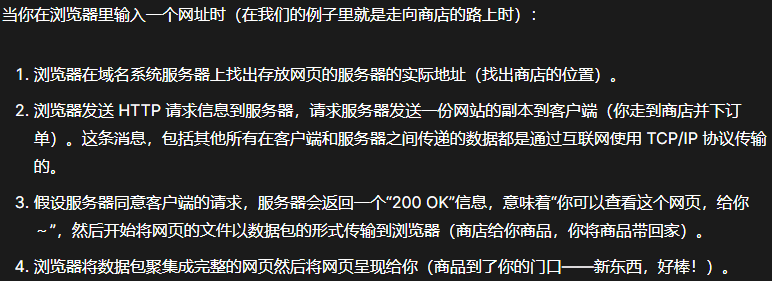 当你在浏览器里输入一个网址时（在我们的例子里就是走向商店的路上时）：
1. 浏览器在域名系统服务器上找出存放网页的服务器的实际地址（找出商店的位置）。
2. 浏览器发送 HTTP 请求信息到服务器，请求服务器发送一份网站的副本到客户端（你走到商店并下订
单）。这条消息，包括其他所有在客户端和服务器之间传递的数据都是通过互联网使用 TCP/IP 协议传输
的。
3. 假设服务器同意客户端的请求，服务器会返回一个“200 OK”信息，意味着“你可以查看这个网页，给你
～”，然后开始将网页的文件以数据包的形式传输到浏览器（商店给你商品，你将商品带回家）。
4. 浏览器将数据包聚集成完整的网页然后将网页呈现给你（商品到了你的门口——新东西，好棒！）。